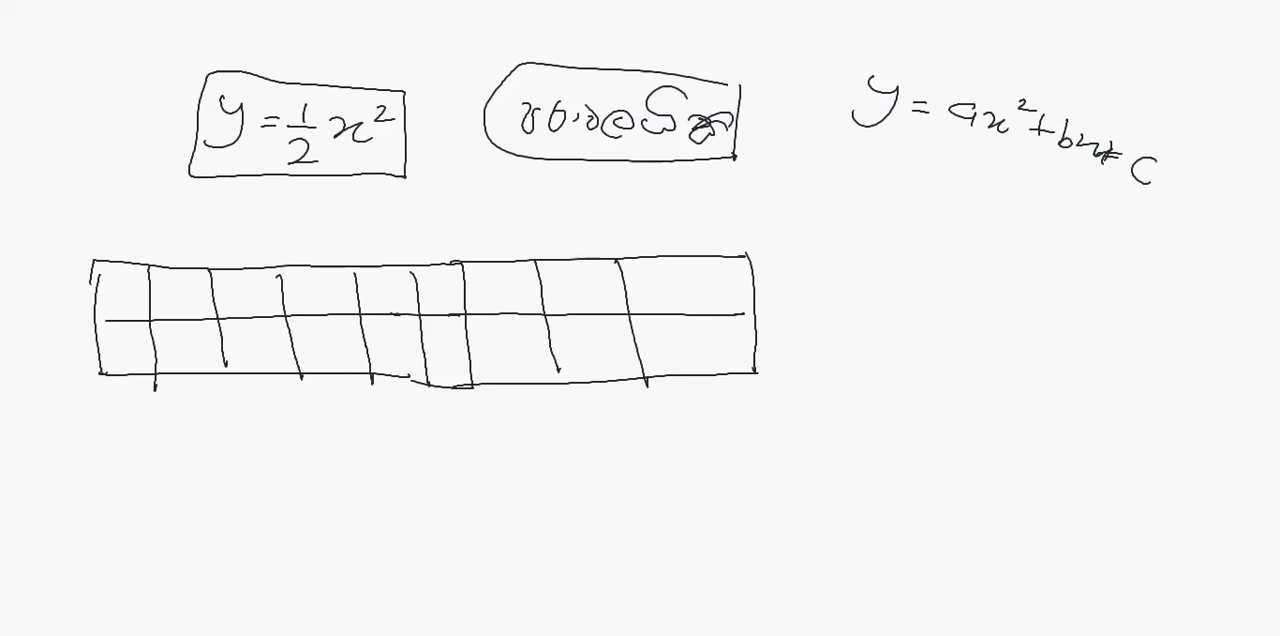 y = 1/2 x²
y = ax² + bx + c